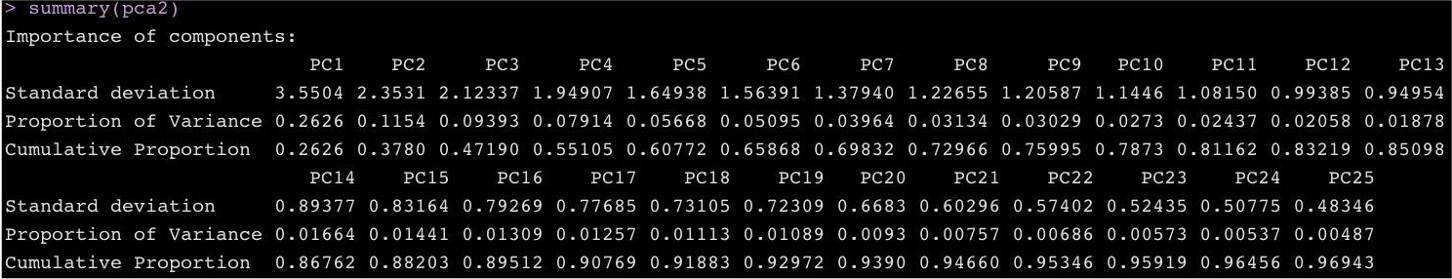 > summary(pca2)
Importance of components:
PC1 PC2 PC3 PC4 PC5 PC6 PC7 PC8 PC9 PC10 PC11 PC12 PC13
Standard deviation 3.5504 2.3531 2.12337 1.94907 1.64938 1.56391 1.37940 1.22655 1.20587 1.1446 1.08150 0.99385 0.94954
Proportion of Variance 0.2626 0.1154 0.09393 0.07914 0.05668 0.05095 0.03964 0.03134 0.03029 0.0273 0.02437 0.02058 0.01878
Cumulative Proportion 0.2626 0.3780 0.47190 0.55105 0.60772 0.65868 0.69832 0.72966 0.75995 0.7873 0.81162 0.83219 0.85098
PC14 PC15 PC16 PC17 PC18 PC19 PC20 PC21 PC22 PC23 PC24 PC25
Standard deviation 0.89377 0.83164 0.79269 0.77685 0.73105 0.72309 0.6683 0.60296 0.57402 0.52435 0.50775 0.48346
Proportion of Variance 0.01664 0.01441 0.01309 0.01257 0.01113 0.01089 0.0093 0.00757 0.00686 0.00573 0.00537 0.00487
Cumulative Proportion 0.86762 0.88203 0.89512 0.90769 0.91883 0.92972 0.9390 0.94660 0.95346 0.95919 0.96456 0.96943